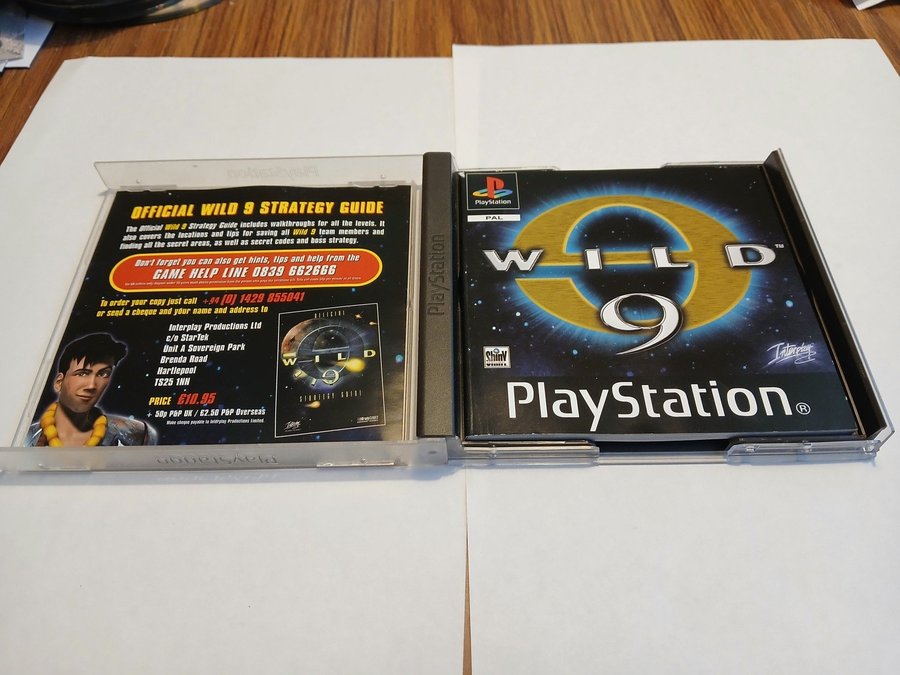 PlayStation
OFFICIAL WILD 9 STRATEGY GUIDE
The Official Wild 9 Strategy Guide includes walkthroughs for all the levels. It
also covers the locations and tips for saving all Wild 9 team members and
finding all the secret areas, as well as secret codes and boss strategy.
Don't forget you can also get hints, tips and help from the
GAME HELP LINE 0839 662666
To order your copy just call +44 (0) 1429 855041
or send a cheque and your name and address to
Interplay Productions Ltd
c/o StarTek
Unit A Sovereign Park
Brenda Road
Hartlepool
TS25 1NN
PRICE £10.95
+ 50p P&P UK / £2.50 P&P Overseas
Make cheque payable to Interplay Productions Limited.
OFFICIAL
WILD
9
STRATEGY GUIDE
PlayStation
PlayStation
PlayStation
PAL
WILD™
9
Shiny
Interplay
PlayStation®